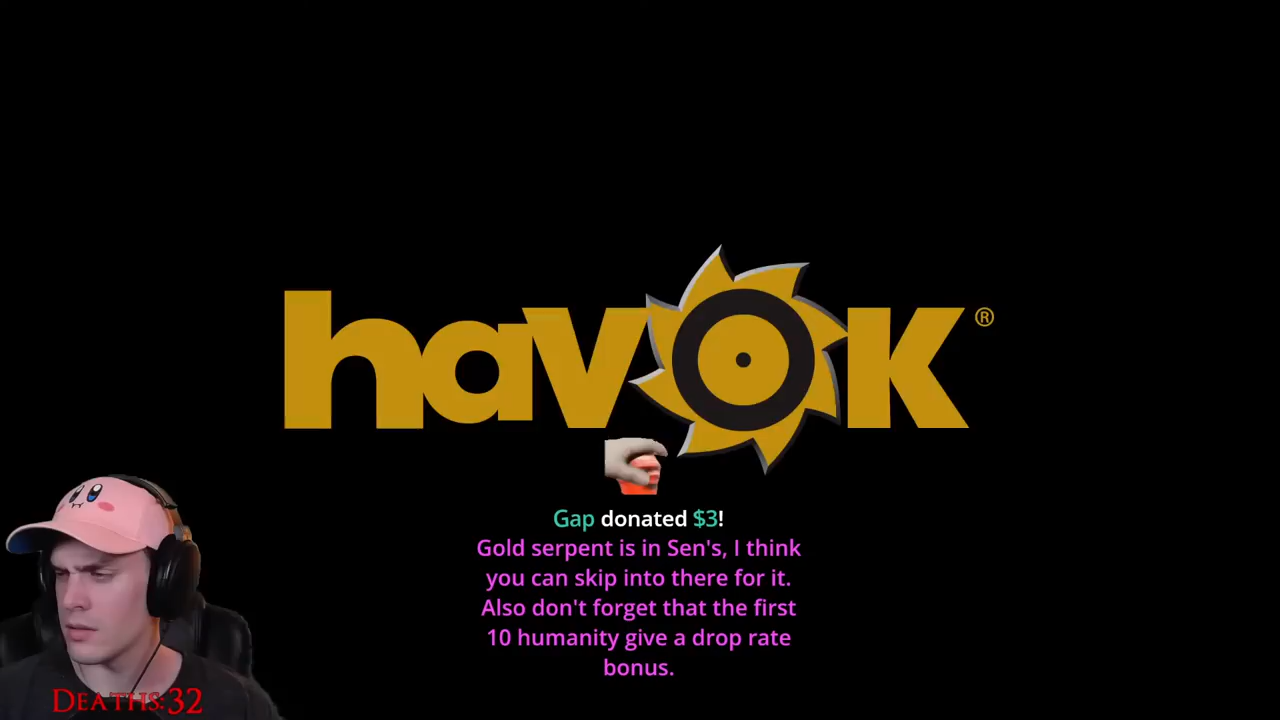 havok®
Gap donated $3!
Gold serpent is in Sen's, I think
you can skip into there for it.
Also don't forget that the first
10 humanity give a drop rate
bonus.
Deaths:32